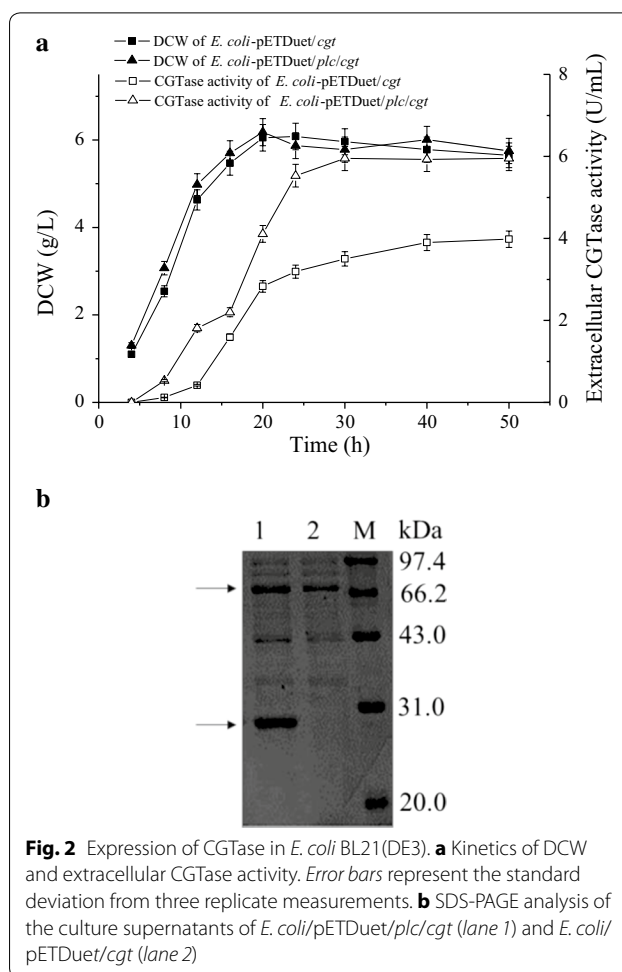 a
DCW of E. coli-pETDuet/cgt
DCW of E. coli-pETDuet/plc/cgt
CGTase activity of E. coli-pETDuet/cgt
CGTase activity of E. coli-pETDuet/plc/cgt
DCW (g/L)
6
4
2
0
8
6
4
2
0
Extracellular CGTase activity (U/mL)
0 10 20 30 40 50
Time (h)
b
1 2 M kDa
97.4
66.2
43.0
31.0
20.0
Fig. 2 Expression of CGTase in E. coli BL21(DE3). a Kinetics of DCW
and extracellular CGTase activity. Error bars represent the standard
deviation from three replicate measurements. b SDS-PAGE analysis of
the culture supernatants of E. coli/pETDuet/plc/cgt (lane 1) and E. coli/
pETDuet/cgt (lane 2)